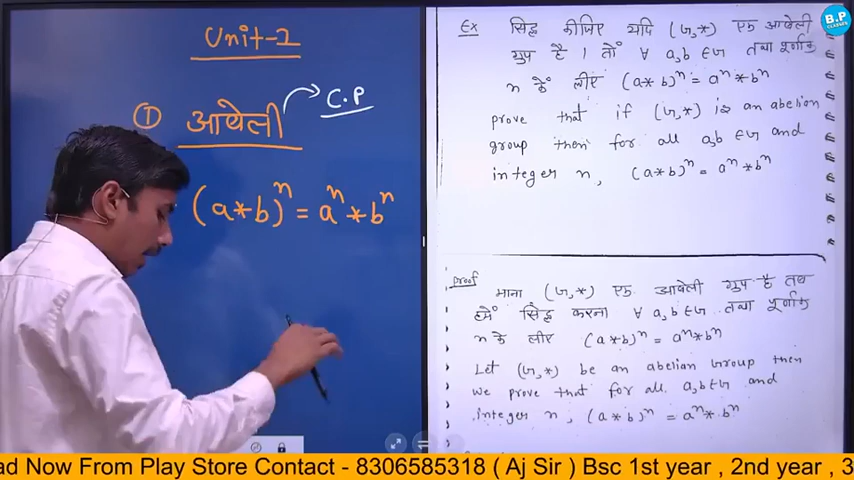 Unit-1
① आबेली → C.P
(a*b)ⁿ = aⁿ * bⁿ
B.P
CLASSES
Ex सिद्ध कीजिए यदि (G,*) एक आबेली
ग्रुप है । तो ∀ a,b ∈ G तथा पूर्णांक
n के लीए (a*b)ⁿ = aⁿ*bⁿ
prove that if (G,*) is an abelian
group then for all a,b ∈ G and
integer n, (a*b)ⁿ = aⁿ*bⁿ
Proof माना (G,*) एक आबेली ग्रुप है तब
हमें सिद्ध करना ∀ a,b ∈ G तथा पूर्णांक
n के लीए (a*b)ⁿ = aⁿ*bⁿ
Let (G,*) be an abelian Group then
we prove that for all a,b ∈ G and
integer n, (a*b)ⁿ = aⁿ*bⁿ
ad Now From Play Store Contact - 8306585318 ( Aj Sir ) Bsc 1st year , 2nd year , 3